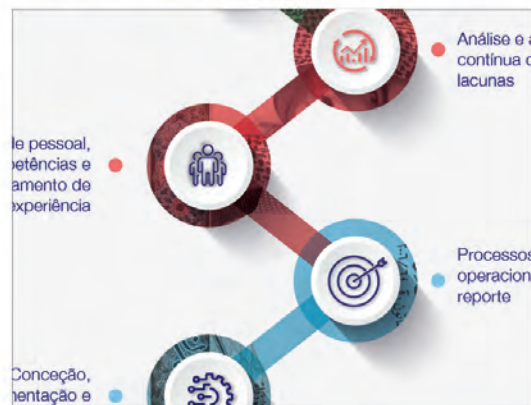 Análise e a
contínua d
lacunas
le pessoal,
petências e
amento de
experiência
Processos
operacion
reporte
Conceção,
mentação e